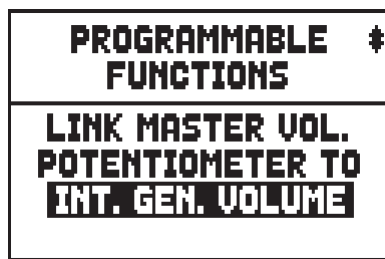 PROGRAMMABLE
FUNCTIONS
LINK MASTER VOL.
POTENTIOMETER TO
INT. GEN. VOLUME